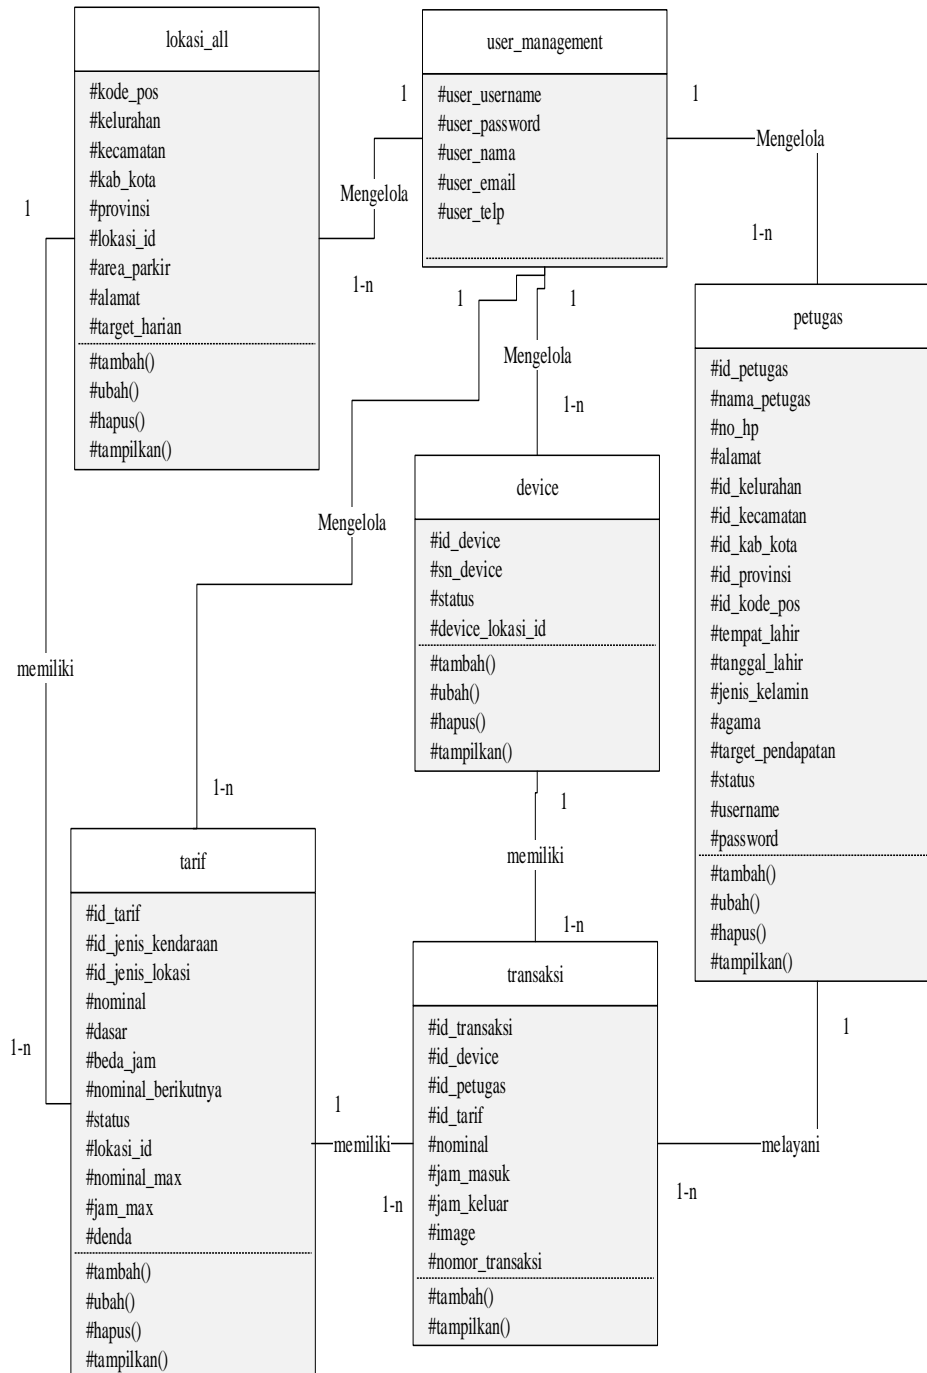 lokasi_all
#kode_pos
#kelurahan
#kecamatan
#kab_kota
#provinsi
#lokasi_id
#area_parkir
#alamat
#target_harian
#tambah()
#ubah()
#hapus()
#tampilkan()
user_management
#user_username
#user_password
#user_nama
#user_email
#user_telp
1
1
Mengelola
Mengelola
1
1-n
1-n
1
1
petugas
#id_petugas
#nama_petugas
#no_hp
#alamat
#id_kelurahan
#id_kecamatan
#id_kab_kota
#id_provinsi
#id_kode_pos
#tempat_lahir
#tanggal_lahir
#jenis_kelamin
#agama
#target_pendapatan
#status
#username
#password
#tambah()
#ubah()
#hapus()
#tampilkan()
Mengelola
1-n
device
#id_device
#sn_device
#status
#device_lokasi_id
#tambah()
#ubah()
#hapus()
#tampilkan()
Mengelola
memiliki
1-n
1
memiliki
1-n
tarif
#id_tarif
#id_jenis_kendaraan
#id_jenis_lokasi
#nominal
#dasar
#beda_jam
#nominal_berikutnya
#status
#lokasi_id
#nominal_max
#jam_max
#denda
#tambah()
#ubah()
#hapus()
#tampilkan()
1-n
1
memiliki
1-n
transaksi
#id_transaksi
#id_device
#id_petugas
#id_tarif
#nominal
#jam_masuk
#jam_keluar
#image
#nomor_transaksi
#tambah()
#tampilkan()
1
melayani
1-n